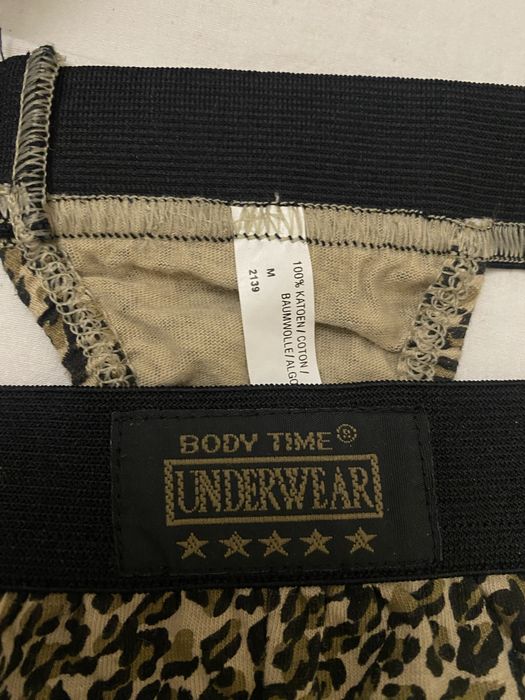 100% KATOEN/COTON/
BAUMWOLLE/ALGO
M
2139
BODY TIME®
UNDERWEAR